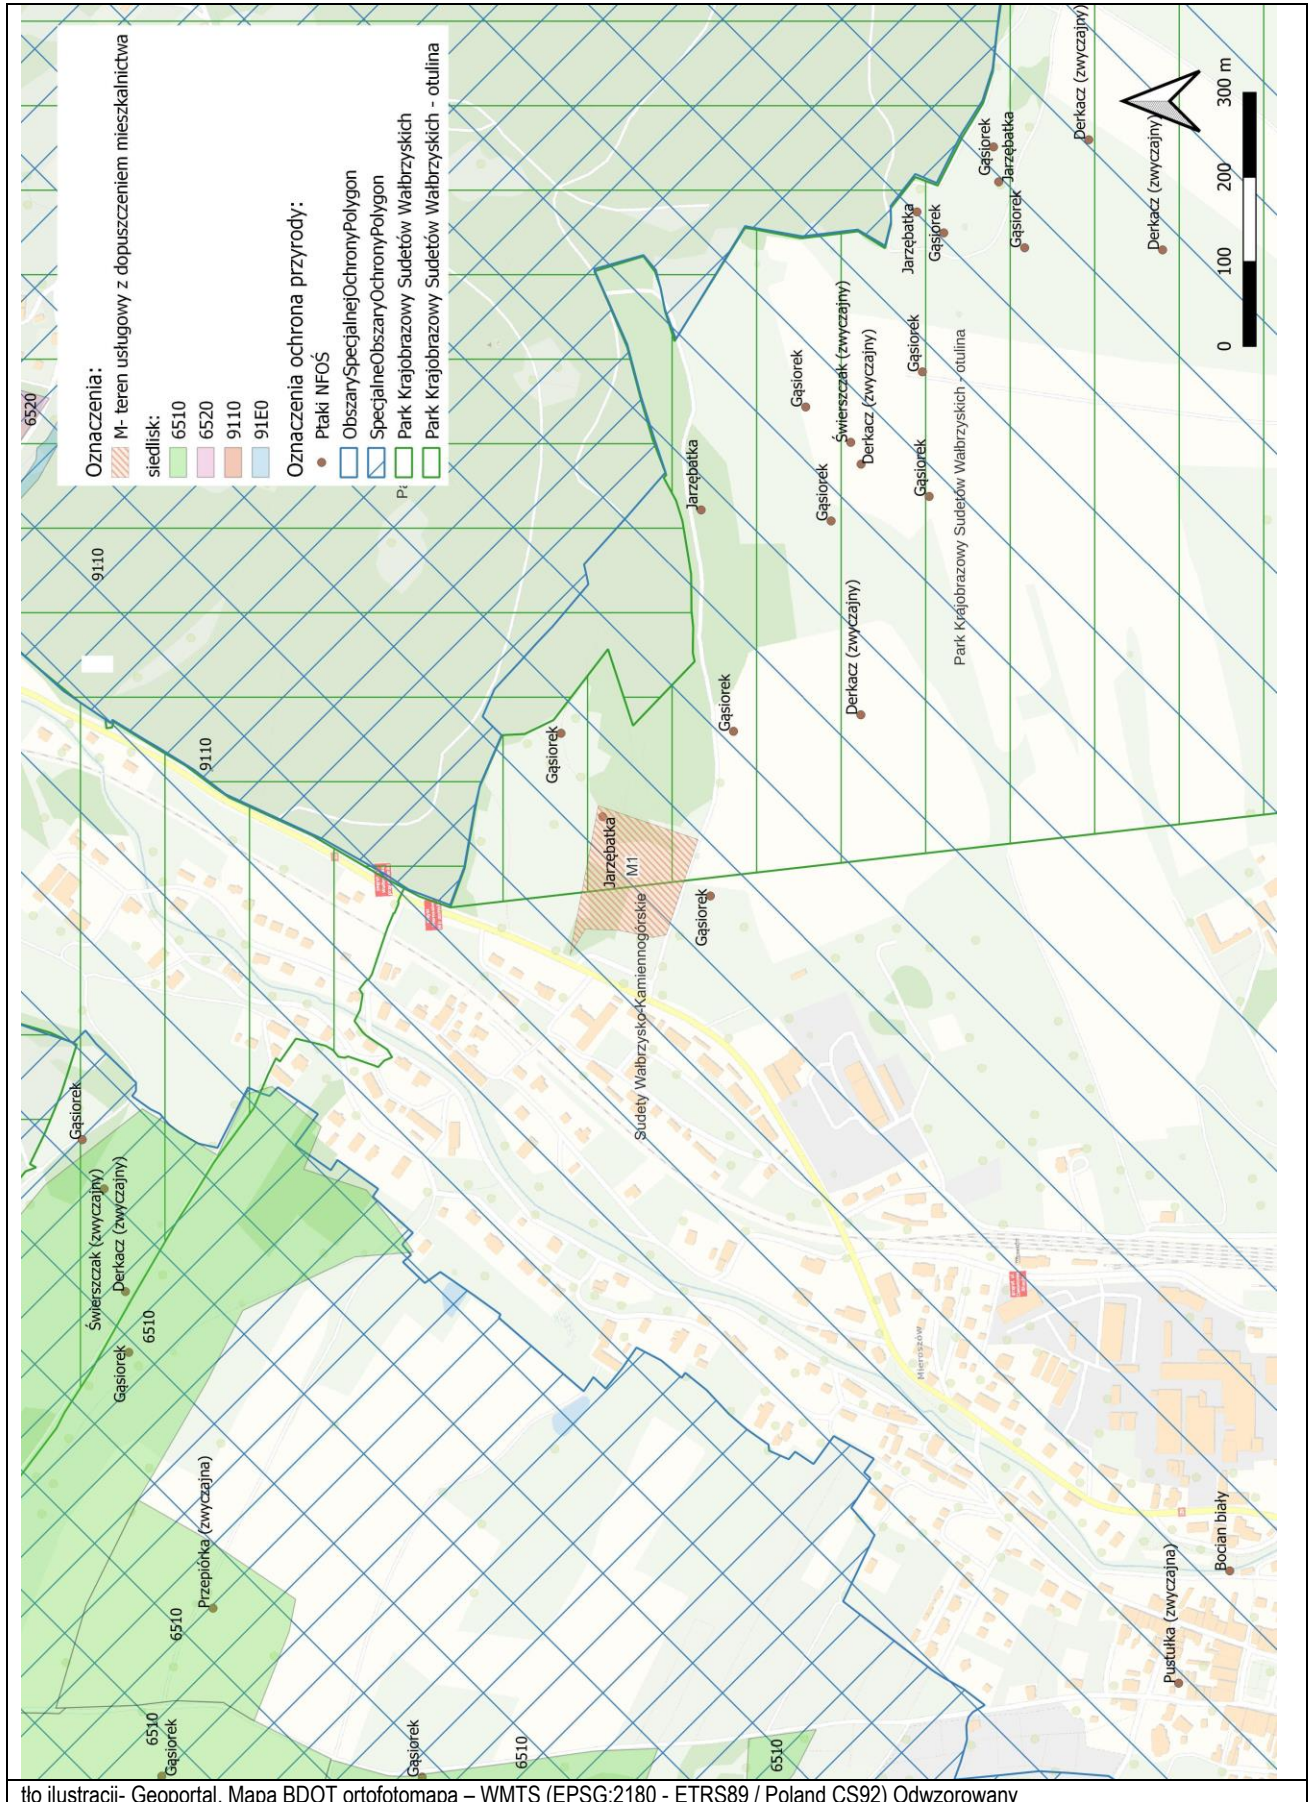 Oznaczenia:
M- teren usługowy z dopuszczeniem mieszkalnictwa
siedlisk:
6510
6520
9110
91E0
Oznaczenia ochrona przyrody:
Ptaki NFOŚ
ObszarySpecjalnejOchronyPolygon
SpecjalneObszaryOchronyPolygon
Park Krajobrazowy Sudetów Wałbrzyskich
Park Krajobrazowy Sudetów Wałbrzyskich - otulina
6520
9110
9110
Gąsiorek
Świerszczak (zwyczajny)
Derkacz (zwyczajny)
Gąsiorek
6510
Przepiórka (zwyczajna)
6510
6510
Gąsiorek
Gąsiorek
6510
6510
Gąsiorek
Jarzębatka
M1
Gąsiorek
Sudety Wałbrzysko-Kamiennogórskie
Gąsiorek
Jarzębatka
Gąsiorek
Gąsiorek
Świerszczak (zwyczajny)
Derkacz (zwyczajny)
Derkacz (zwyczajny)
Gąsiorek
Gąsiorek
Jarzębatka
Gąsiorek
Gąsiorek
Jarzębatka
Gąsiorek
Derkacz (zwyczajny)
Derkacz (zwyczajny)
Park Krajobrazowy Sudetów Wałbrzyskich - otulina
Mieroszów
Pustułka (zwyczajna)
Bocian biały
0 100 200 300 m
tło ilustracji- Geoportal. Mapa BDOT ortofotomapa – WMTS (EPSG:2180 - ETRS89 / Poland CS92) Odwzorowany